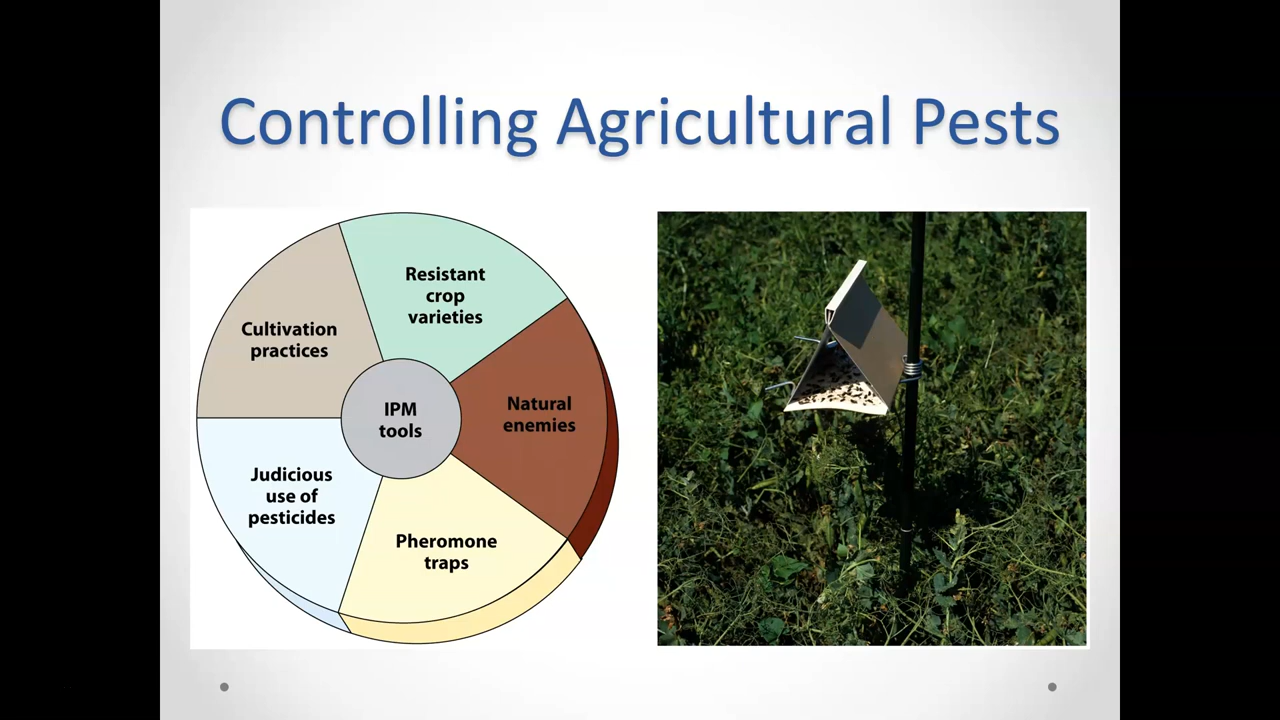 Controlling Agricultural Pests
Resistant
crop
varieties
Cultivation
practices
IPM
tools
Natural
enemies
Judicious
use of
pesticides
Pheromone
traps